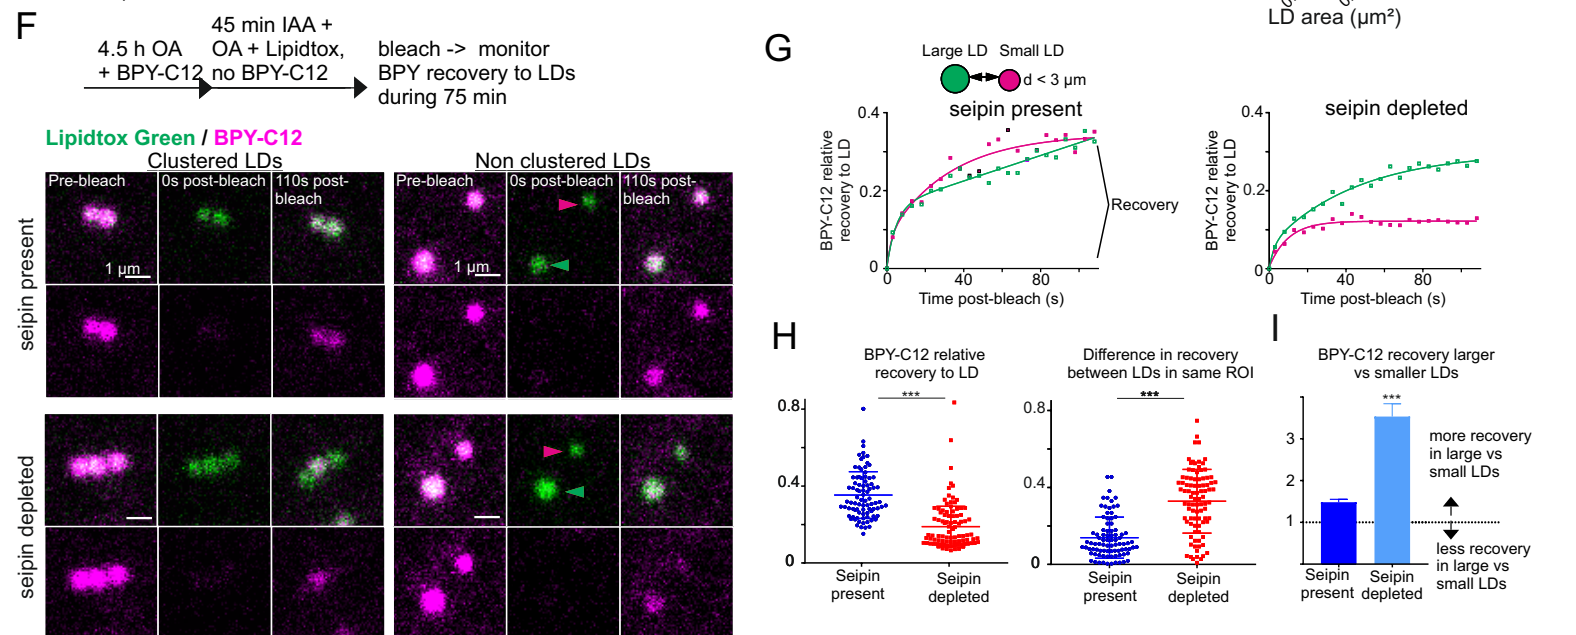 F
4.5 h OA
+ BPY-C12
45 min IAA +
OA + Lipidtox,
no BPY-C12
bleach -> monitor
BPY recovery to LDs
during 75 min
Lipidtox Green / BPY-C12
Clustered LDs
Non clustered LDs
Pre-bleach
0s post-bleach
110s post-
bleach
Pre-bleach
0s post-bleach
110s post-
bleach
1 µm
1 µm
seipin present
seipin depleted
LD area (µm²)
G
Large LD
Small LD
d < 3 µm
seipin present
BPY-C12 relative
recovery to LD
0.4
0.2
0
0
40
80
Time post-bleach (s)
Recovery
seipin depleted
BPY-C12 relative
recovery to LD
0.4
0.2
0
0
40
80
Time post-bleach (s)
H
BPY-C12 relative
recovery to LD
***
0.8
0.4
0
Seipin
present
Seipin
depleted
Difference in recovery
between LDs in same ROI
***
0.8
0.4
0
Seipin
present
Seipin
depleted
I
BPY-C12 recovery larger
vs smaller LDs
***
3
2
1
Seipin
present
Seipin
depleted
more recovery
in large vs
small LDs
less recovery
in large vs
small LDs